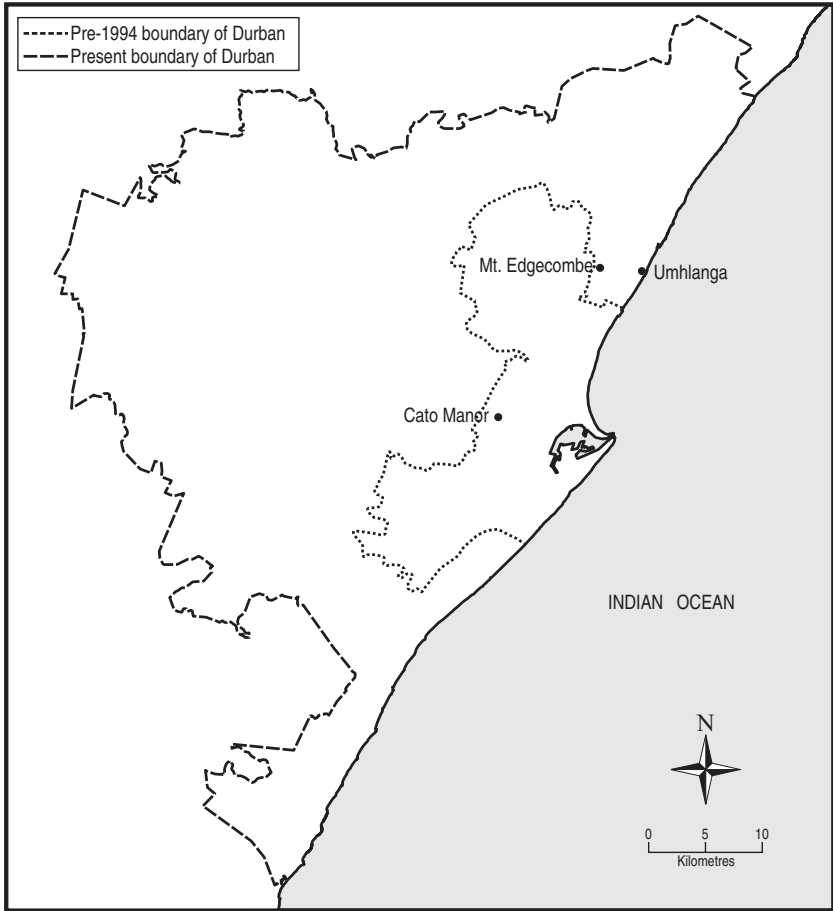 Pre-1994 boundary of Durban
Present boundary of Durban
Mt. Edgecombe
Umhlanga
Cato Manor
INDIAN OCEAN
N
0 5 10
Kilometres